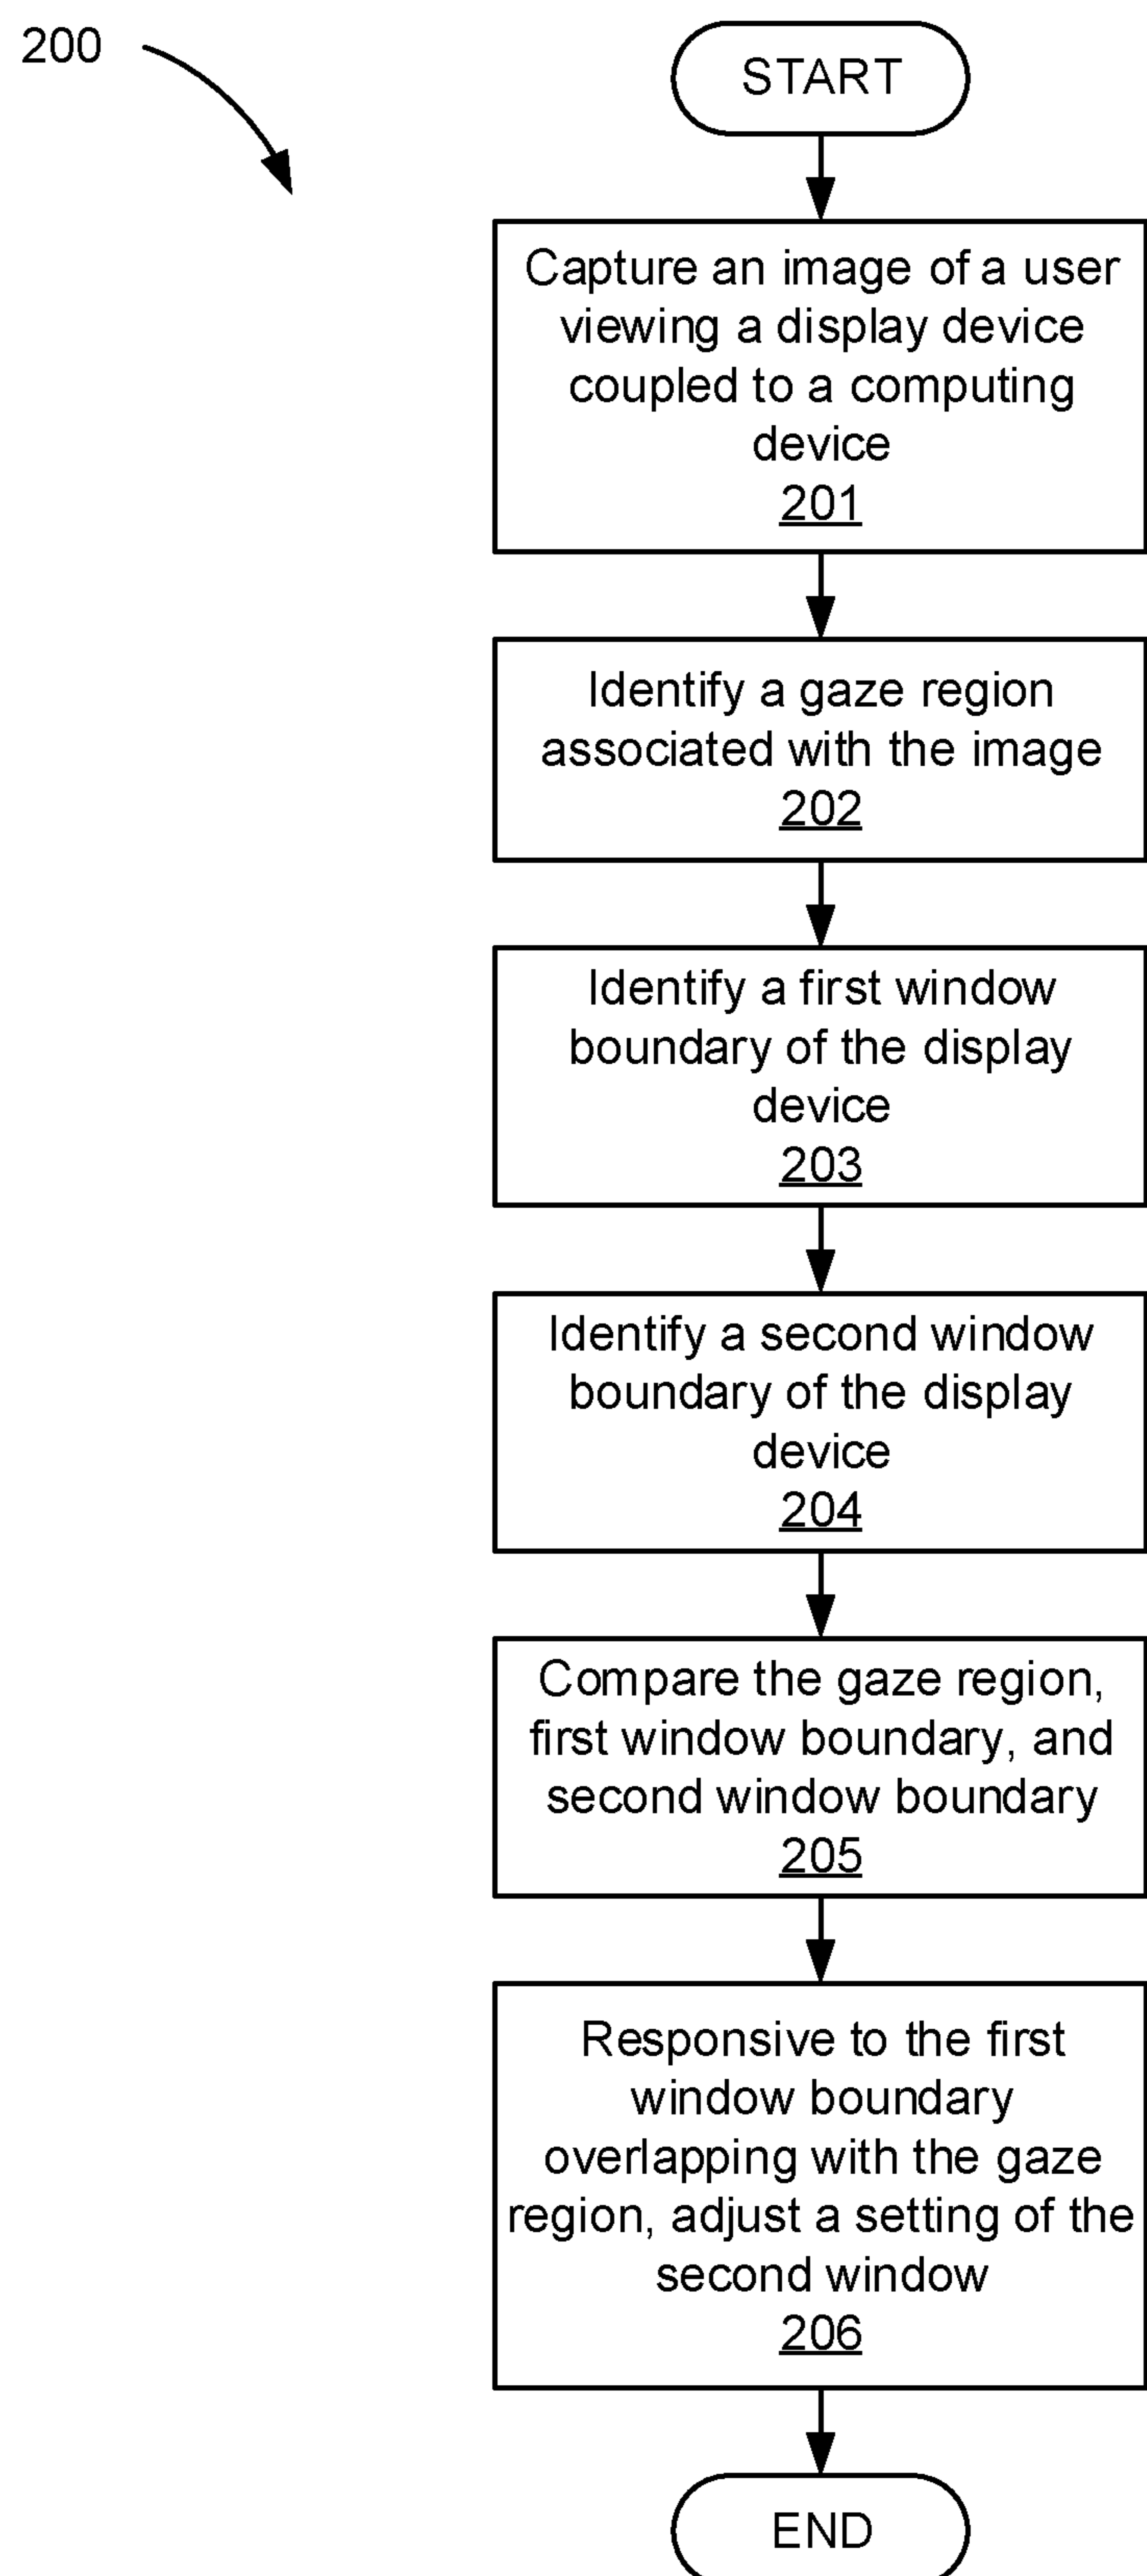 200
START
Capture an image of a user
viewing a display device
coupled to a computing
device
201
Identify a gaze region
associated with the image
202
Identify a first window
boundary of the display
device
203
Identify a second window
boundary of the display
device
204
Compare the gaze region,
first window boundary, and
second window boundary
205
Responsive to the first
window boundary
overlapping with the gaze
region, adjust a setting of the
second window
206
END